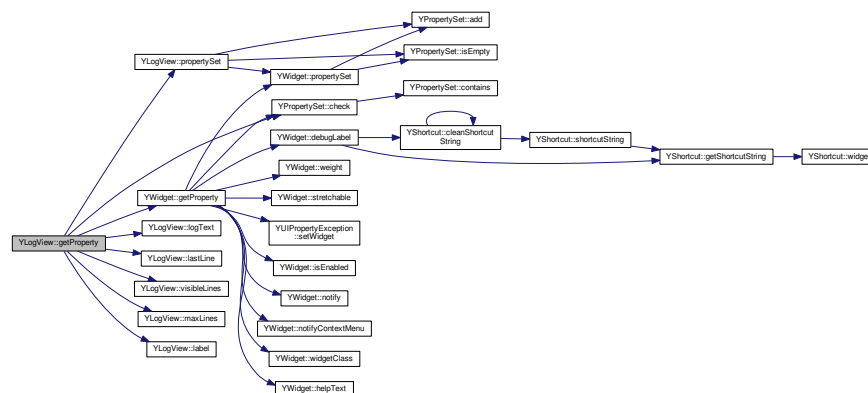 YPropertySet::add
YLogView::propertySet
YPropertySet::isEmpty
YWidget::propertySet
YPropertySet::contains
YPropertySet::check
YWidget::debugLabel
YShortcut::cleanShortcut
String
YShortcut::shortcutString
YShortcut::getShortcutString
YShortcut::widge
YWidget::weight
YWidget::getProperty
YWidget::stretchable
YLogView::logText
YUIPropertyException
::setWidget
YLogView::getProperty
YLogView::lastLine
YWidget::isEnabled
YLogView::visibleLines
YWidget::notify
YLogView::maxLines
YWidget::notifyContextMenu
YLogView::label
YWidget::widgetClass
YWidget::helpText